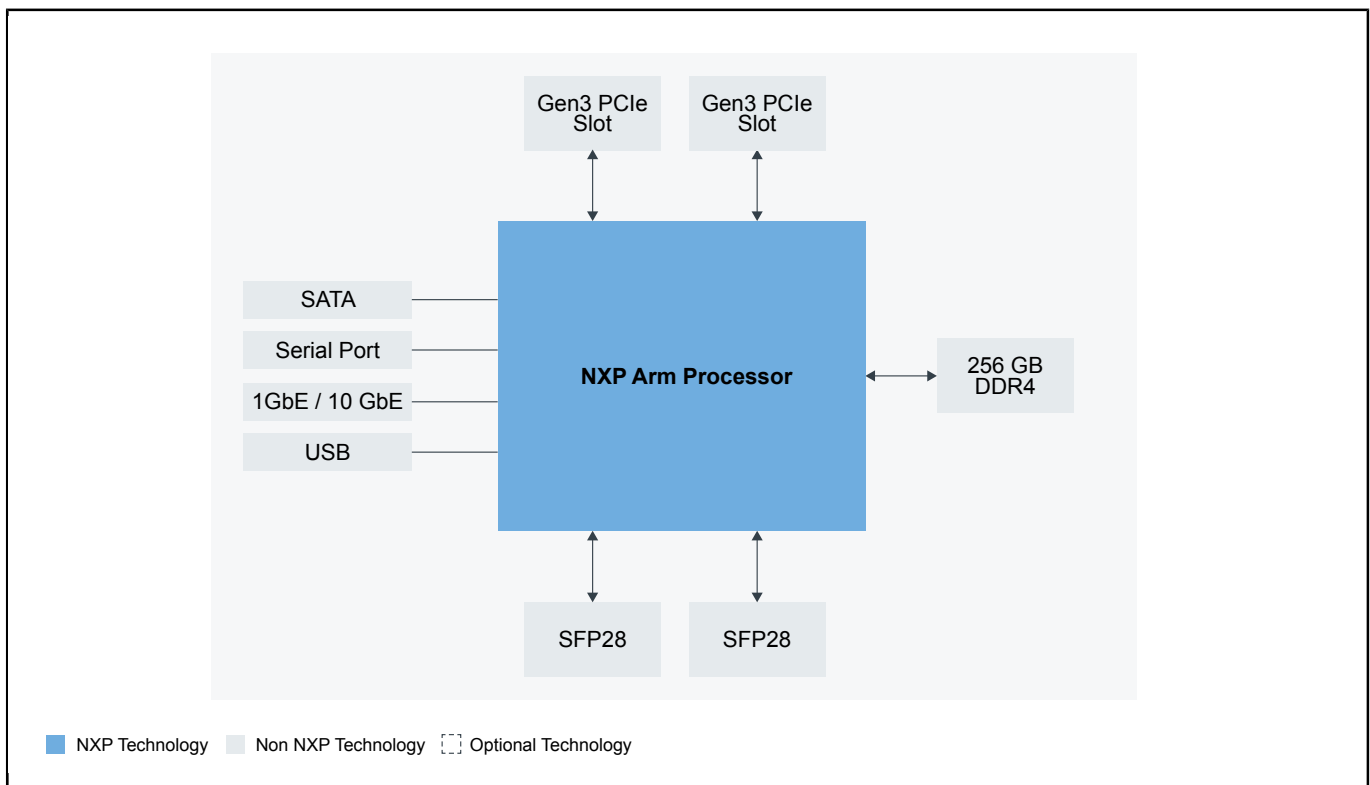 Gen3 PCIe
Slot
Gen3 PCIe
Slot
SATA
Serial Port
1GbE / 10 GbE
USB
NXP Arm Processor
256 GB
DDR4
SFP28
SFP28
NXP Technology
Non NXP Technology
Optional Technology